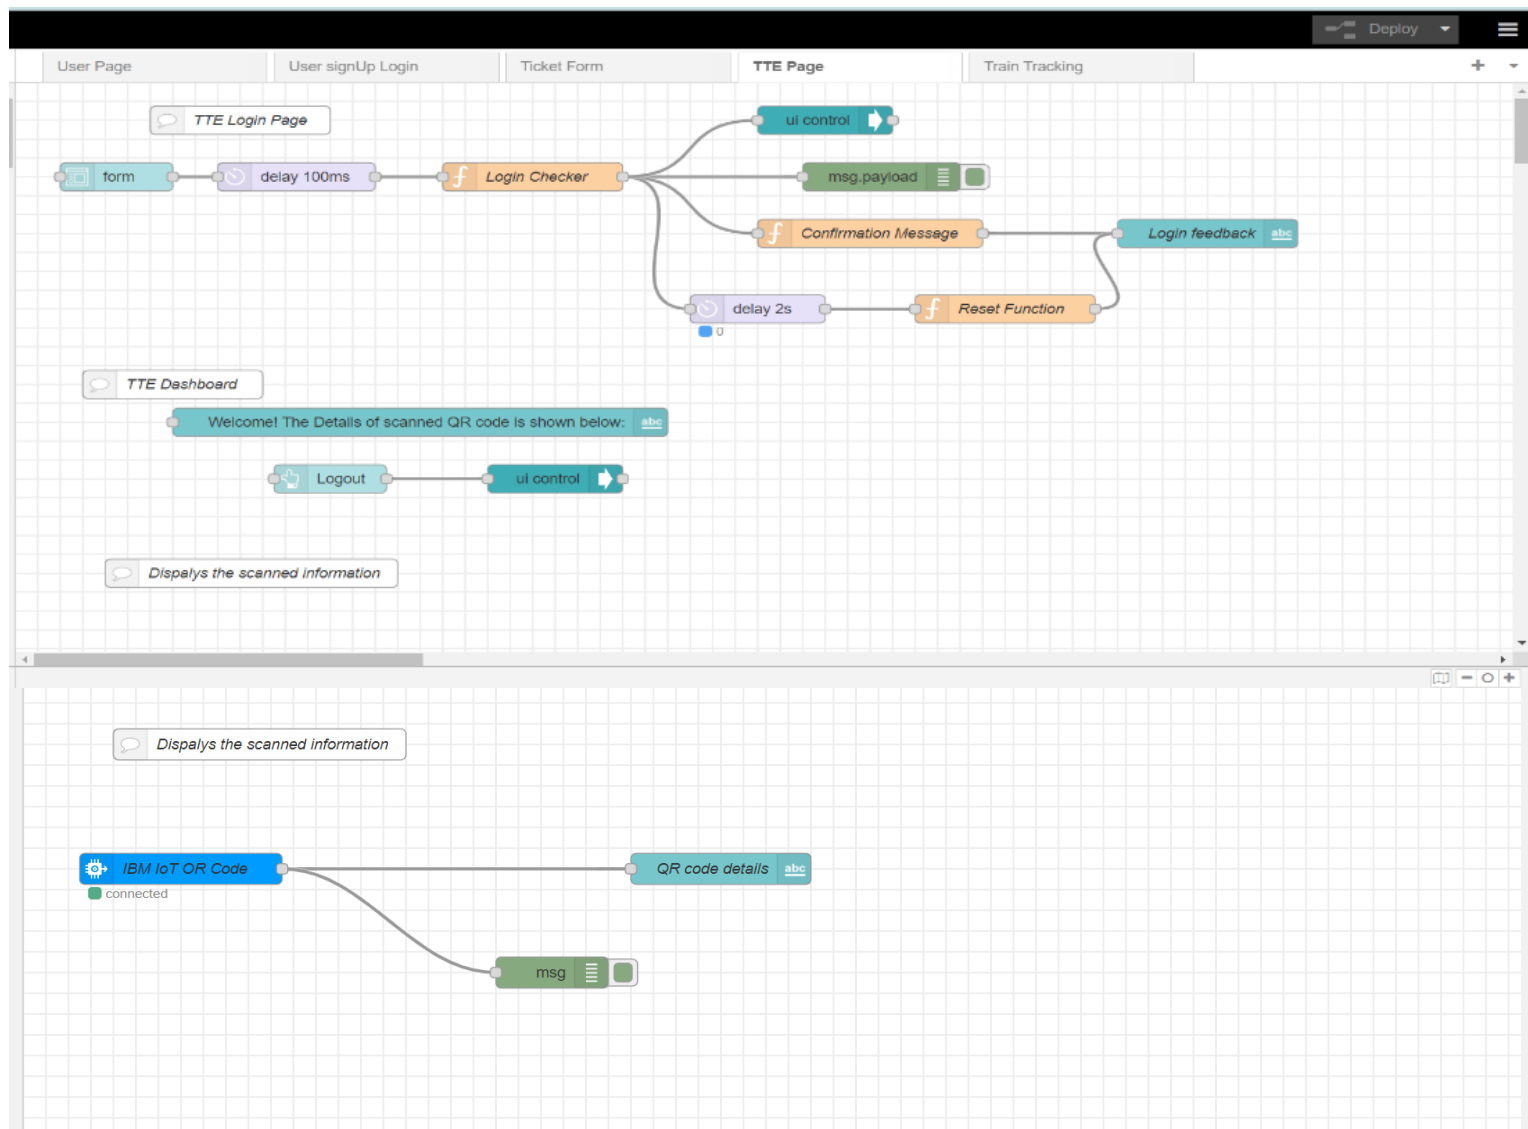 Deploy
User Page
User signUp Login
Ticket Form
TTE Page
Train Tracking
TTE Login Page
ui control
form
delay 100ms
Login Checker
msg.payload
Confirmation Message
Login feedback
abc
delay 2s
Reset Function
0
TTE Dashboard
Welcome! The Details of scanned QR code is shown below:
abc
Logout
ui control
Dispalys the scanned information
Dispalys the scanned information
IBM IoT QR Code
QR code details
abc
connected
msg